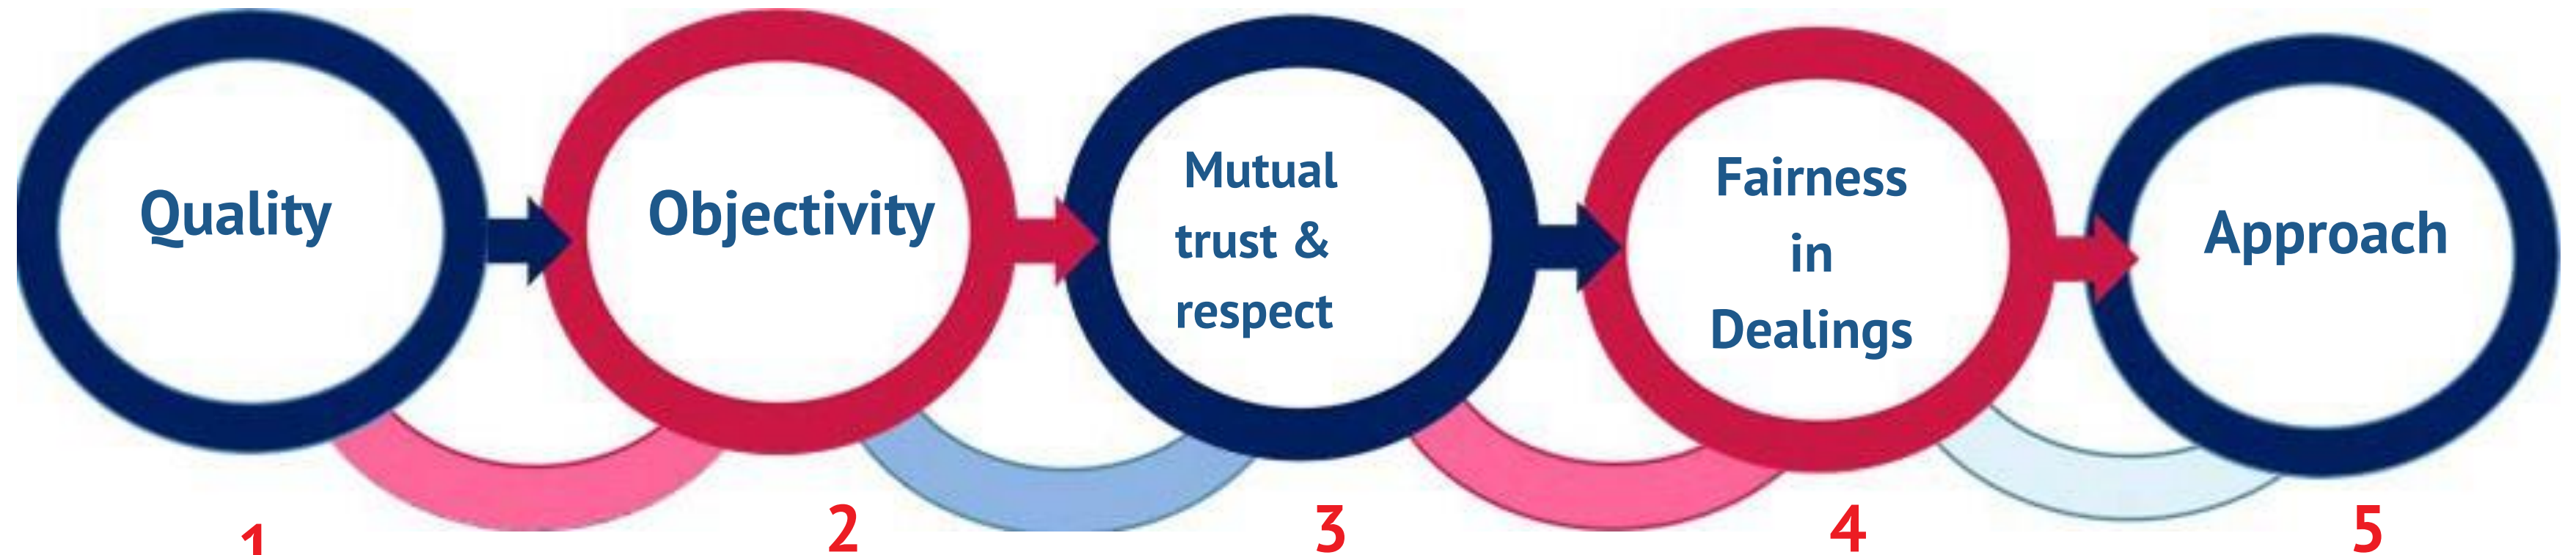 Quality
Objectivity
Mutual
trust &
respect
Fairness
in
Dealings
Approach
1
2
3
4
5